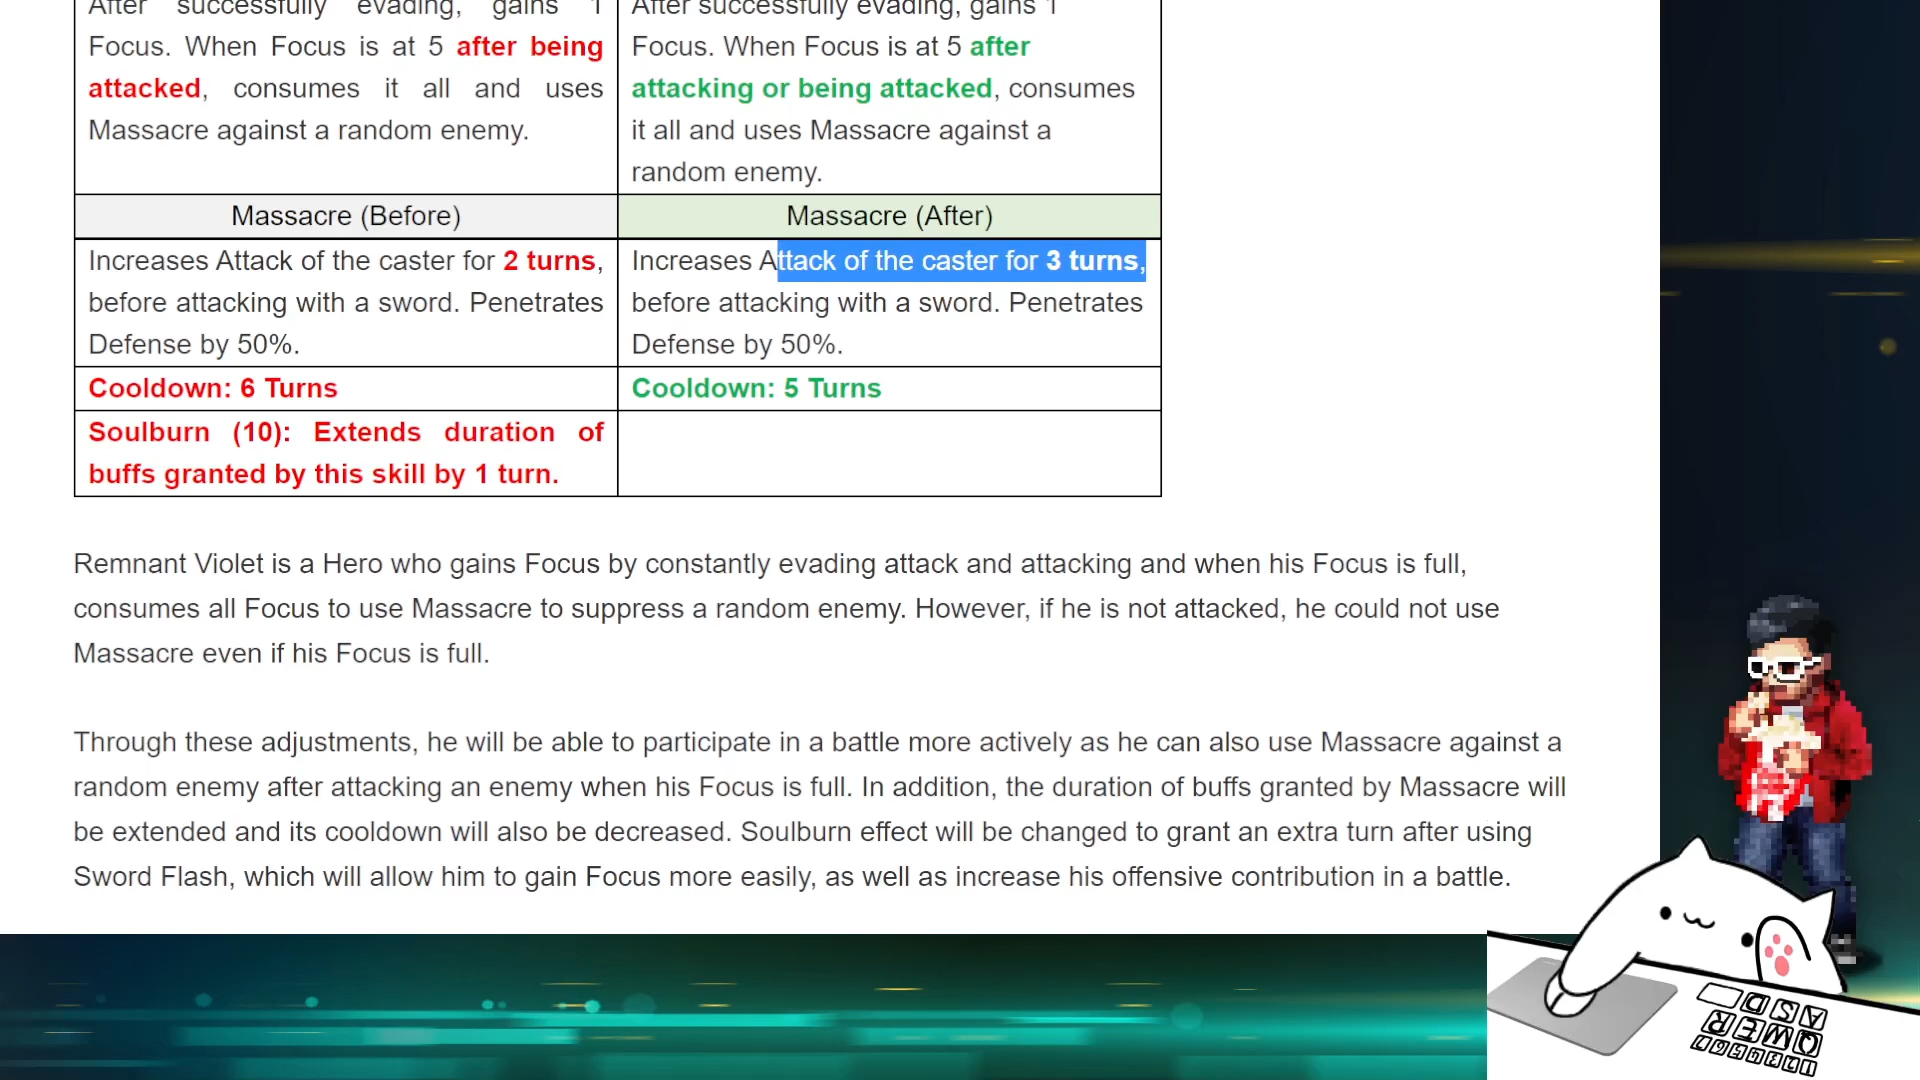 After successfully evading, gains 1
Focus. When Focus is at 5 after being
attacked, consumes it all and uses
Massacre against a random enemy.
After successfully evading, gains 1
Focus. When Focus is at 5 after
attacking or being attacked, consumes
it all and uses Massacre against a
random enemy.
Massacre (Before)
Massacre (After)
Increases Attack of the caster for 2 turns,
before attacking with a sword. Penetrates
Defense by 50%.
Increases Attack of the caster for 3 turns,
before attacking with a sword. Penetrates
Defense by 50%.
Cooldown: 6 Turns
Cooldown: 5 Turns
Soulburn (10): Extends duration of
buffs granted by this skill by 1 turn.
Remnant Violet is a Hero who gains Focus by constantly evading attack and attacking and when his Focus is full,
consumes all Focus to use Massacre to suppress a random enemy. However, if he is not attacked, he could not use
Massacre even if his Focus is full.
Through these adjustments, he will be able to participate in a battle more actively as he can also use Massacre against a
random enemy after attacking an enemy when his Focus is full. In addition, the duration of buffs granted by Massacre will
be extended and its cooldown will also be decreased. Soulburn effect will be changed to grant an extra turn after using
Sword Flash, which will allow him to gain Focus more easily, as well as increase his offensive contribution in a battle.
A S D
Q W E R